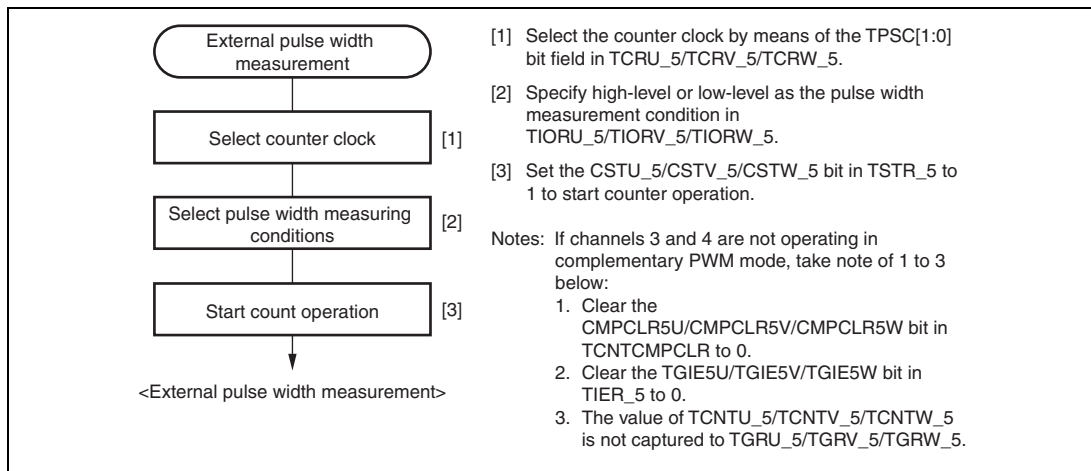 External pulse width
measurement
Select counter clock
[1]
Select pulse width measuring
conditions
[2]
Start count operation
[3]
<External pulse width measurement>
[1] Select the counter clock by means of the TPSC[1:0]
bit field in TCRU_5/TCRV_5/TCRW_5.
[2] Specify high-level or low-level as the pulse width
measurement condition in
TIORU_5/TIORV_5/TIORW_5.
[3] Set the CSTU_5/CSTV_5/CSTW_5 bit in TSTR_5 to
1 to start counter operation.
Notes: If channels 3 and 4 are not operating in
complementary PWM mode, take note of 1 to 3
below:
1. Clear the
CMPCLR5U/CMPCLR5V/CMPCLR5W bit in
TCNTCMPCLR to 0.
2. Clear the TGIE5U/TGIE5V/TGIE5W bit in
TIER_5 to 0.
3. The value of TCNTU_5/TCNTV_5/TCNTW_5
is not captured to TGRU_5/TGRV_5/TGRW_5.